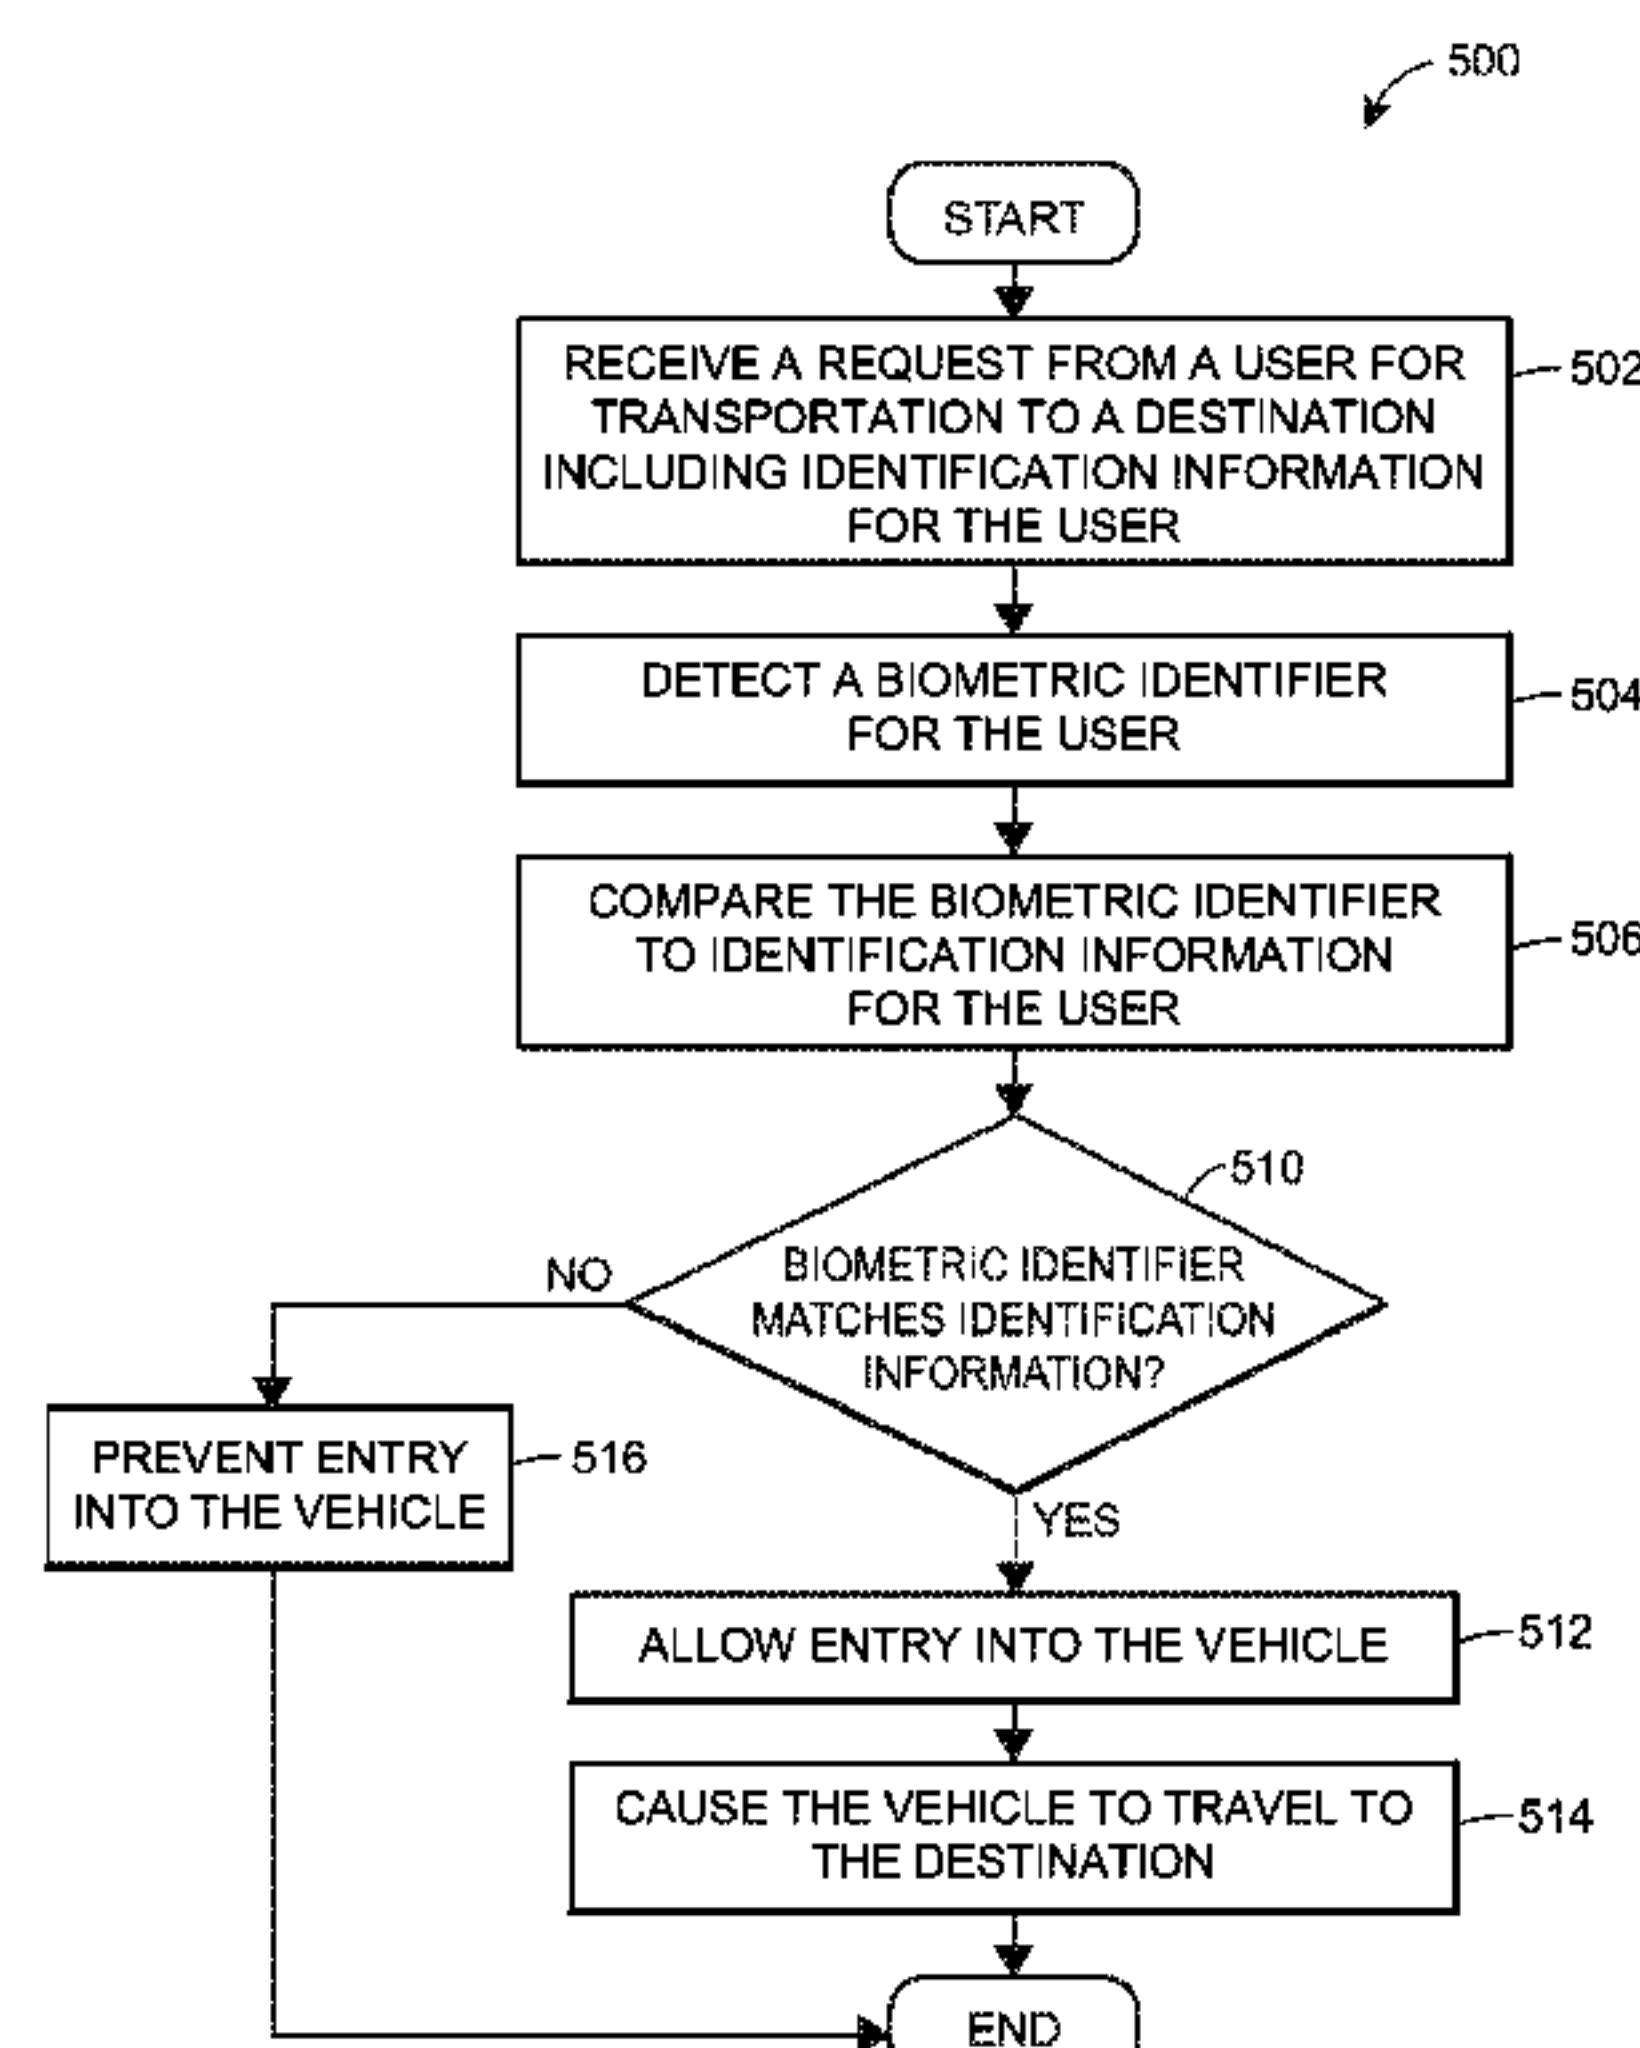 500
START
RECEIVE A REQUEST FROM A USER FOR
TRANSPORTATION TO A DESTINATION
INCLUDING IDENTIFICATION INFORMATION
FOR THE USER
502
DETECT A BIOMETRIC IDENTIFIER
FOR THE USER
504
COMPARE THE BIOMETRIC IDENTIFIER
TO IDENTIFICATION INFORMATION
FOR THE USER
506
510
BIOMETRIC IDENTIFIER
MATCHES IDENTIFICATION
INFORMATION?
NO
PREVENT ENTRY
INTO THE VEHICLE
516
YES
ALLOW ENTRY INTO THE VEHICLE
512
CAUSE THE VEHICLE TO TRAVEL TO
THE DESTINATION
514
END